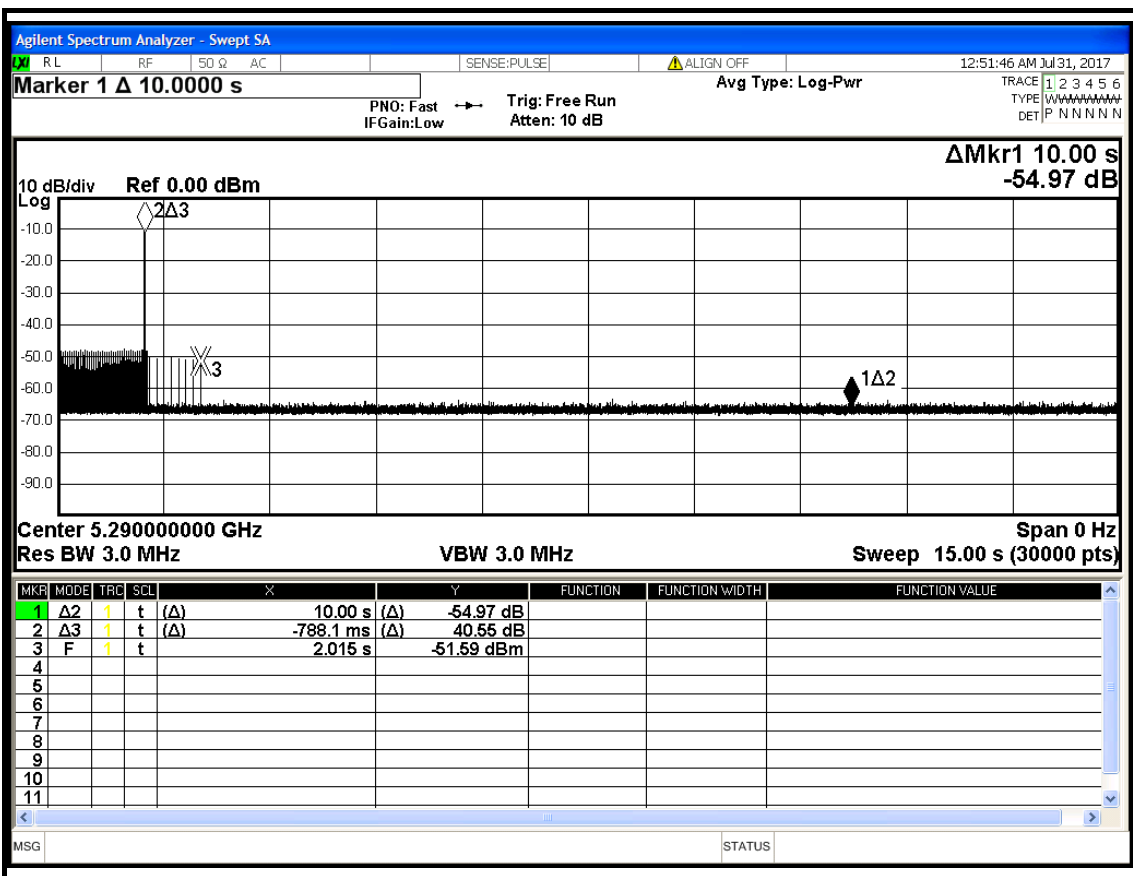 Agilent Spectrum Analyzer - Swept SA
LXI RL RF 50 Ω AC SENSE:PULSE ALIGN OFF 12:51:46 AM Jul 31, 2017
Marker 1 Δ 10.0000 s
PNO: Fast
IFGain:Low
Trig: Free Run
Atten: 10 dB
Avg Type: Log-Pwr
TRACE 1 2 3 4 5 6
TYPE WWWWWW
DET P N N N N N
ΔMkr1 10.00 s
-54.97 dB
10 dB/div Ref 0.00 dBm
Log
2Δ3
-10.0
-20.0
-30.0
-40.0
-50.0
3
1Δ2
-60.0
-70.0
-80.0
-90.0
Center 5.290000000 GHz Span 0 Hz
Res BW 3.0 MHz VBW 3.0 MHz Sweep 15.00 s (30000 pts)
MKR MODE TRC SCL X Y FUNCTION FUNCTION WIDTH FUNCTION VALUE
1 Δ2 1 t (Δ) 10.00 s (Δ) -54.97 dB
2 Δ3 1 t (Δ) -788.1 ms (Δ) 40.55 dB
3 F 1 t 2.015 s -51.59 dBm
4
5
6
7
8
9
10
11
MSG STATUS